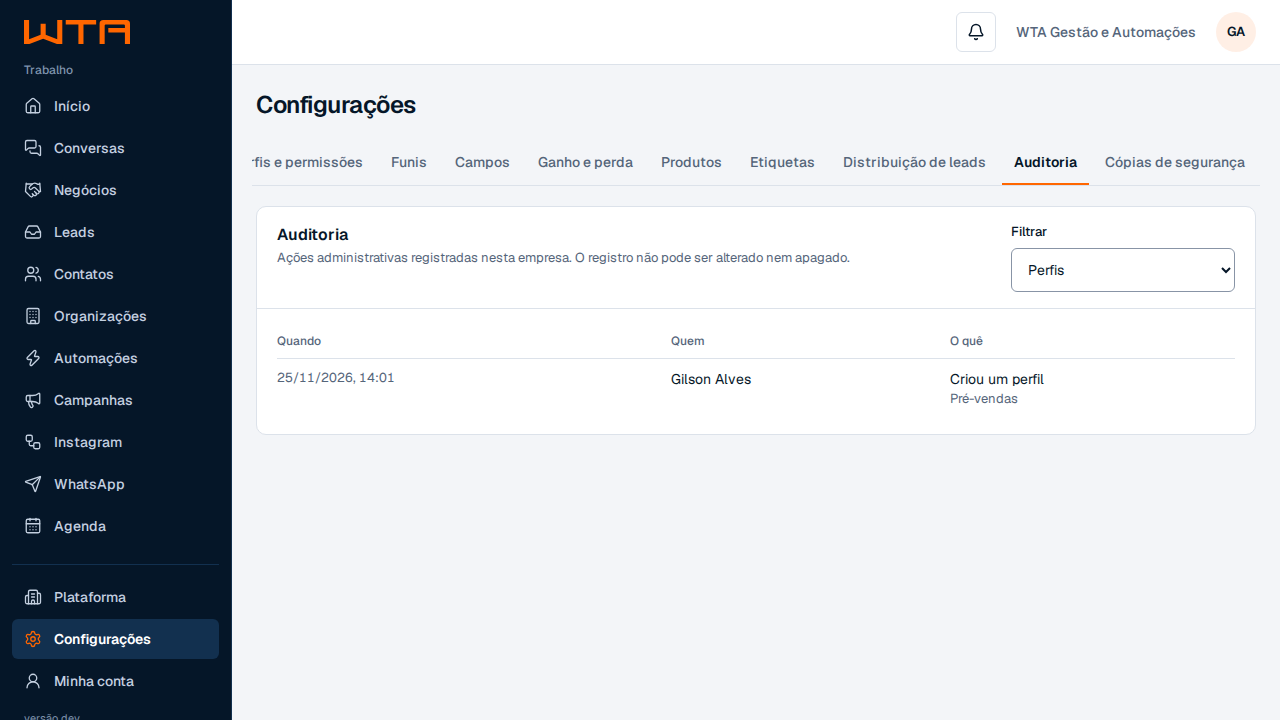 WTA
Trabalho
Início
Conversas
Negócios
Leads
Contatos
Organizações
Automações
Campanhas
Instagram
WhatsApp
Agenda
Plataforma
Configurações
Minha conta
versão dev
WTA Gestão e Automações
GA
Configurações
fis e permissões Funis Campos Ganho e perda Produtos Etiquetas Distribuição de leads Auditoria Cópias de segurança
Auditoria
Ações administrativas registradas nesta empresa. O registro não pode ser alterado nem apagado.
Filtrar
Perfis
Quando Quem O quê
25/11/2026, 14:01 Gilson Alves Criou um perfil
Pré-vendas